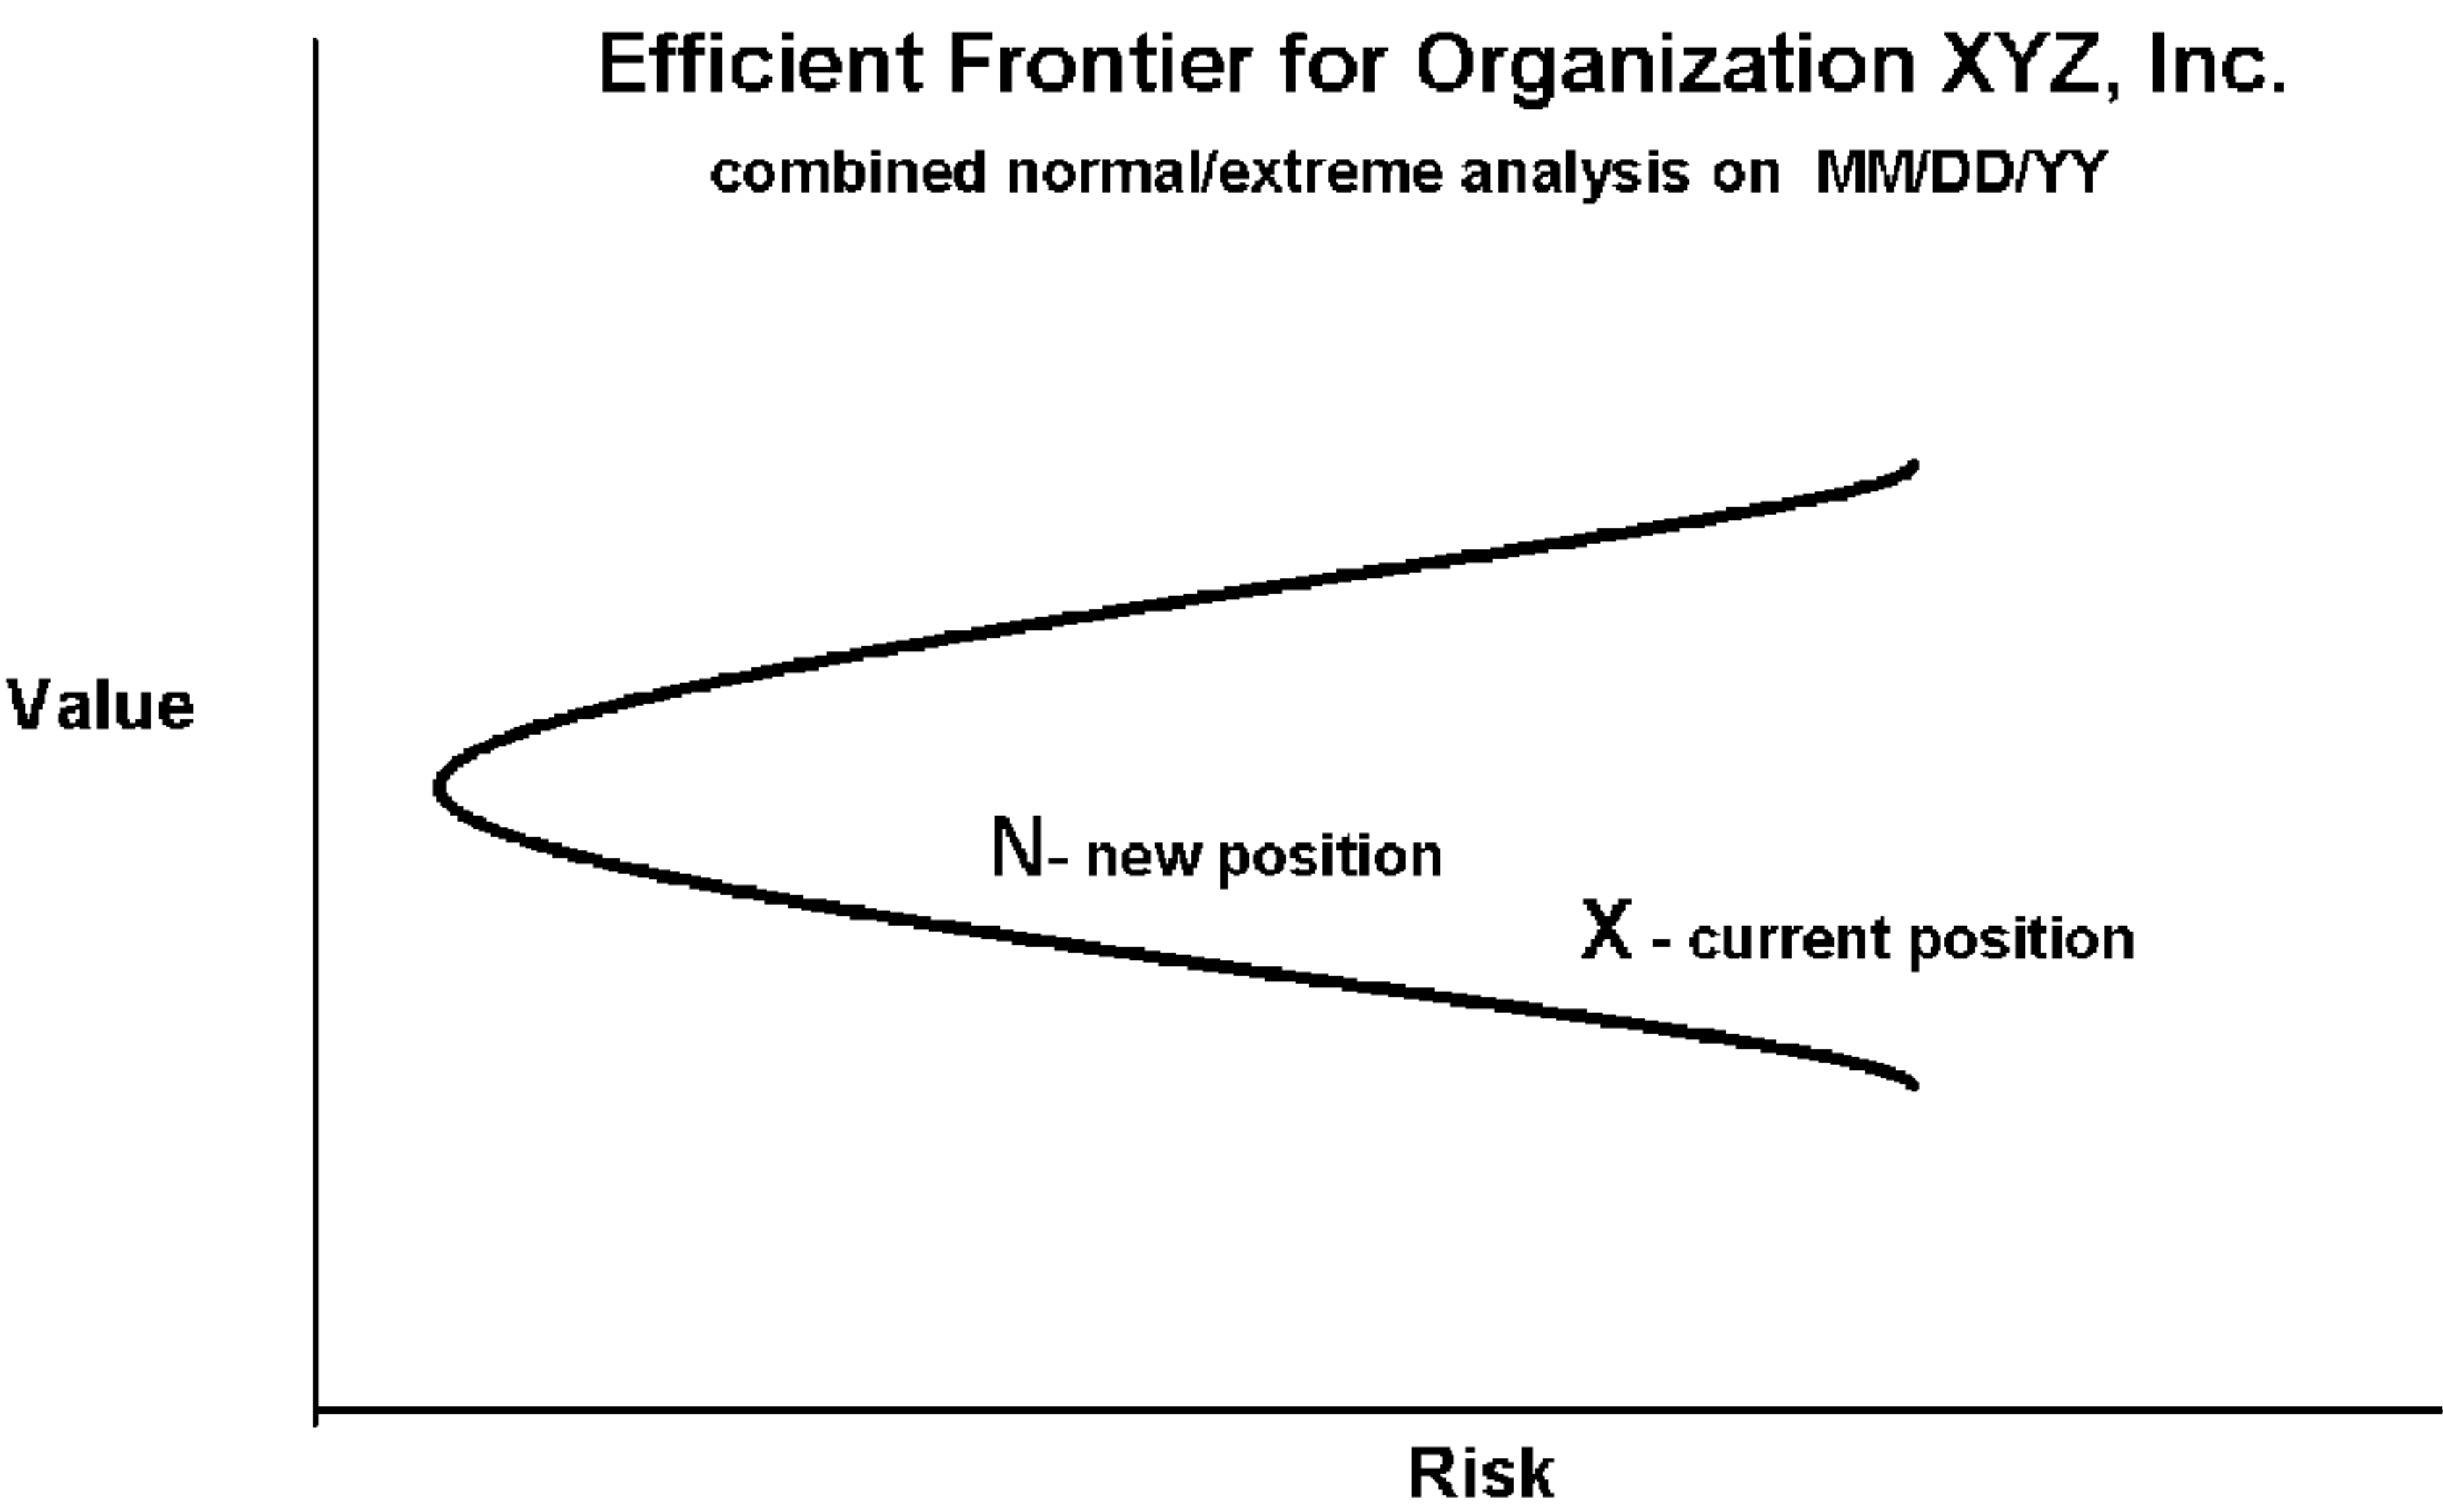 Efficient Frontier for Organization XYZ, Inc.
combined normal/extreme analysis on MM/DD/YY
Value
N- new position
X - current position
Risk